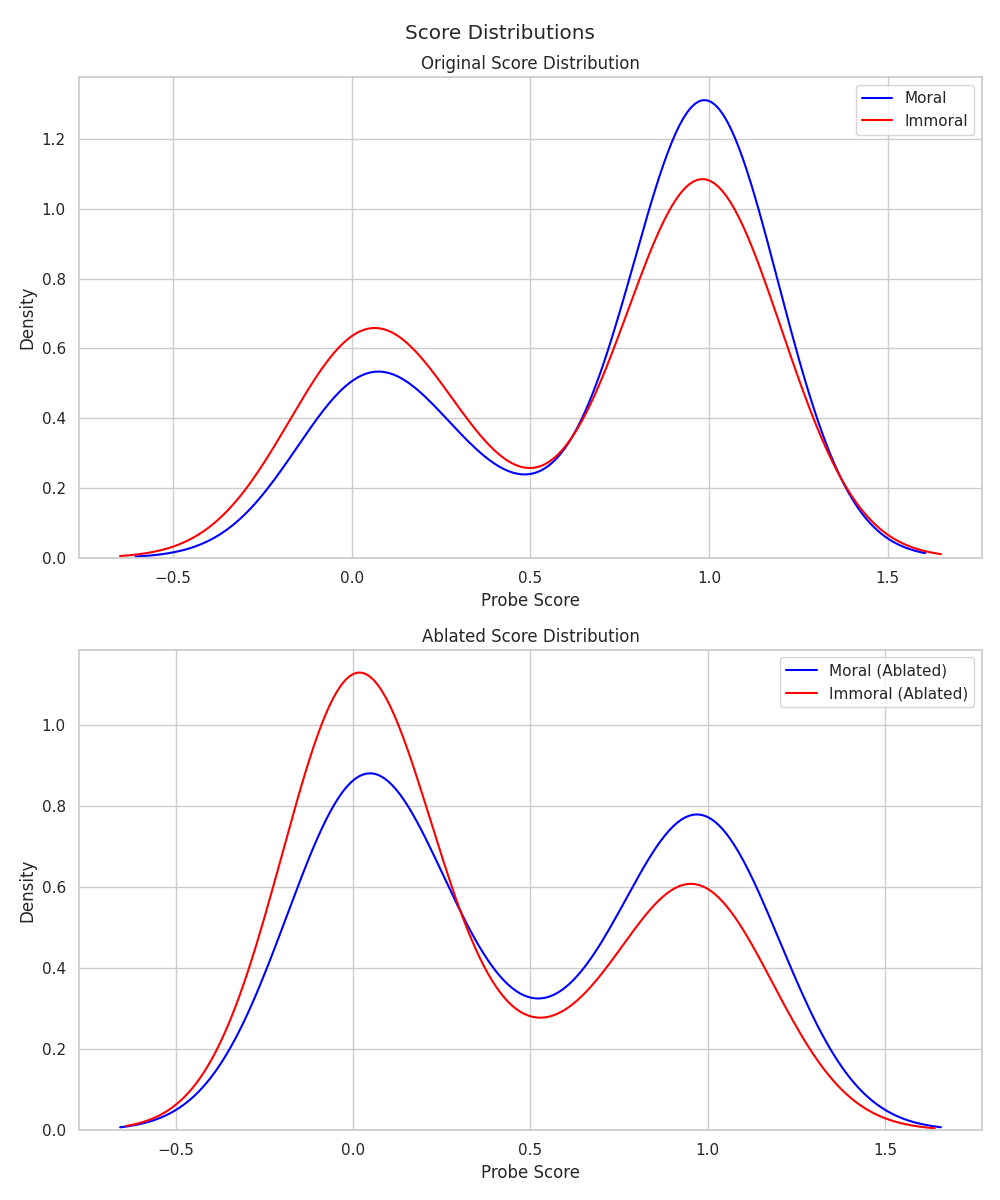 Score Distributions
Original Score Distribution
Moral
Immoral
Density
0.0
0.2
0.4
0.6
0.8
1.0
1.2
−0.5
0.0
0.5
1.0
1.5
Probe Score
Ablated Score Distribution
Moral (Ablated)
Immoral (Ablated)
Density
0.0
0.2
0.4
0.6
0.8
1.0
−0.5
0.0
0.5
1.0
1.5
Probe Score